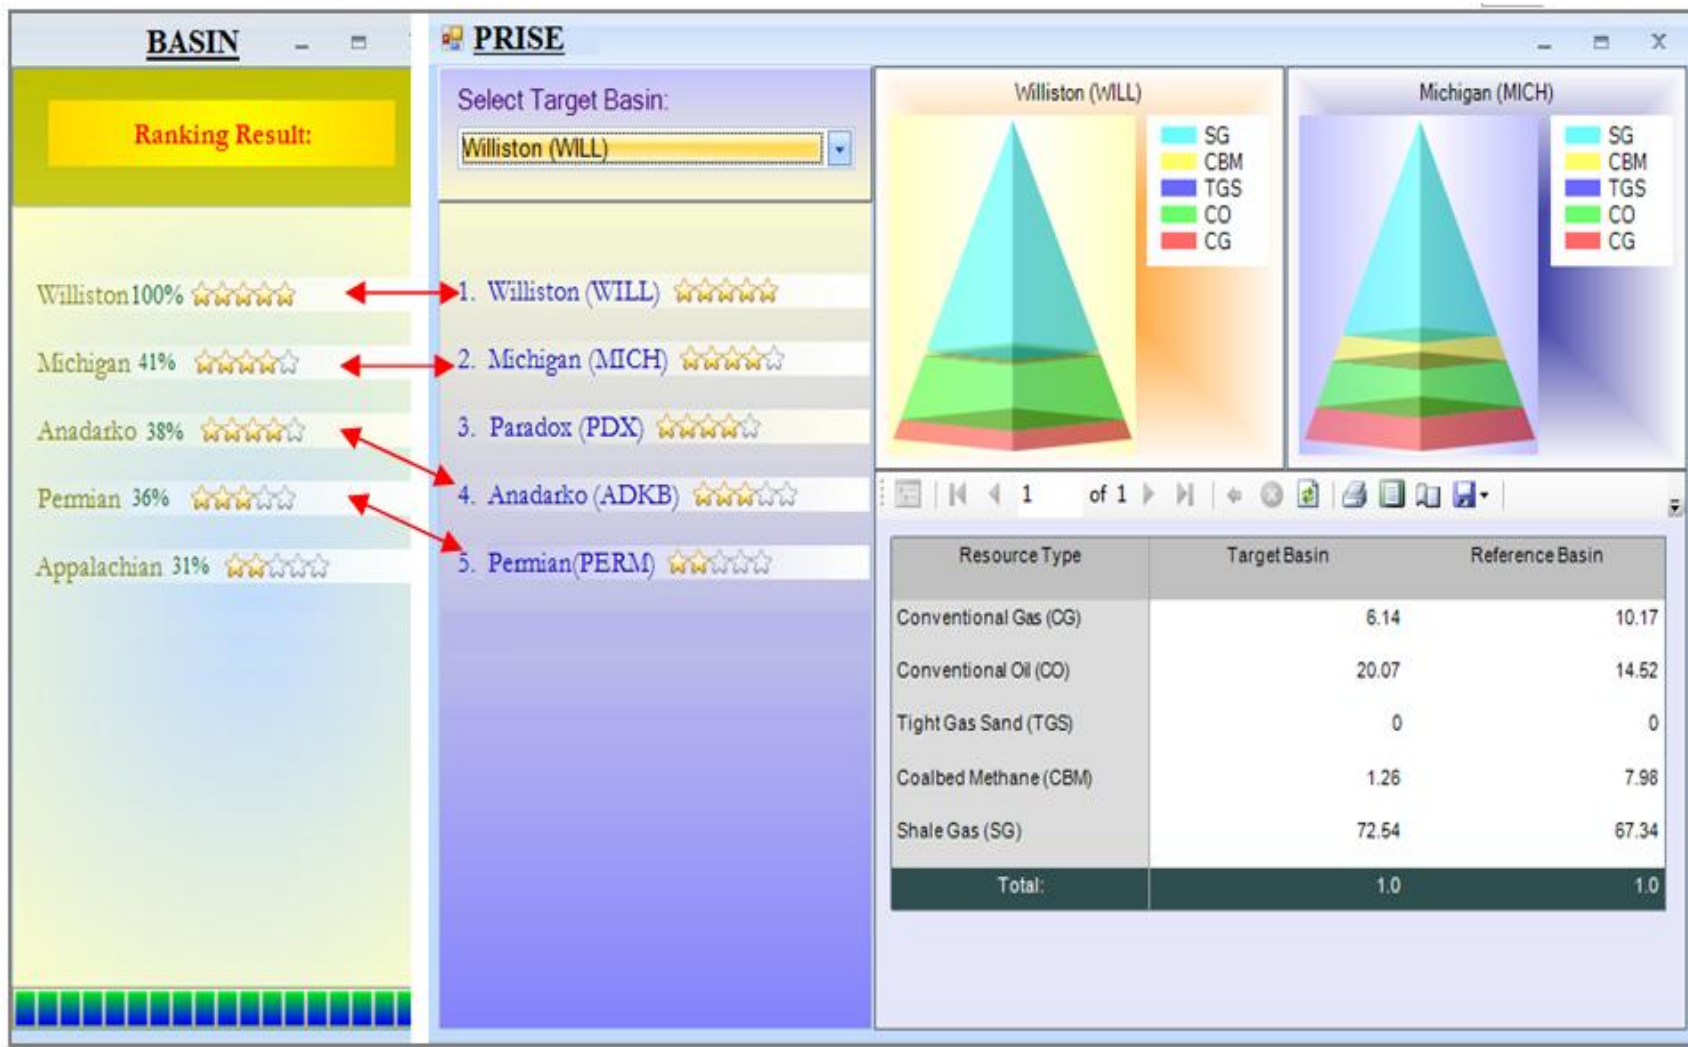 BASIN
Ranking Result:
Williston 100%
Michigan 41%
Anadarko 38%
Permian 36%
Appalachian 31%
PRISE
Select Target Basin:
Williston (WILL)
1. Williston (WILL)
2. Michigan (MICH)
3. Paradox (PDX)
4. Anadarko (ADKB)
5. Permian(PERM)
Williston (WILL)
SG
CBM
TGS
CO
CG
Michigan (MICH)
SG
CBM
TGS
CO
CG
1 of 1
Resource Type Target Basin Reference Basin
Conventional Gas (CG) 6.14 10.17
Conventional Oil (CO) 20.07 14.52
Tight Gas Sand (TGS) 0 0
Coalbed Methane (CBM) 1.26 7.98
Shale Gas (SG) 72.54 67.34
Total: 1.0 1.0